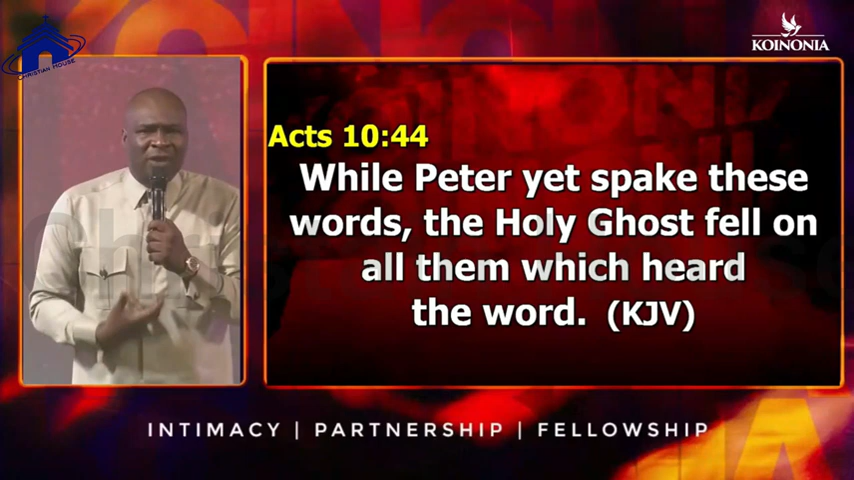 CHRISTIAN HOUSE
KOINONIA
Acts 10:44
While Peter yet spake these
words, the Holy Ghost fell on
all them which heard
the word. (KJV)
INTIMACY | PARTNERSHIP | FELLOWSHIP